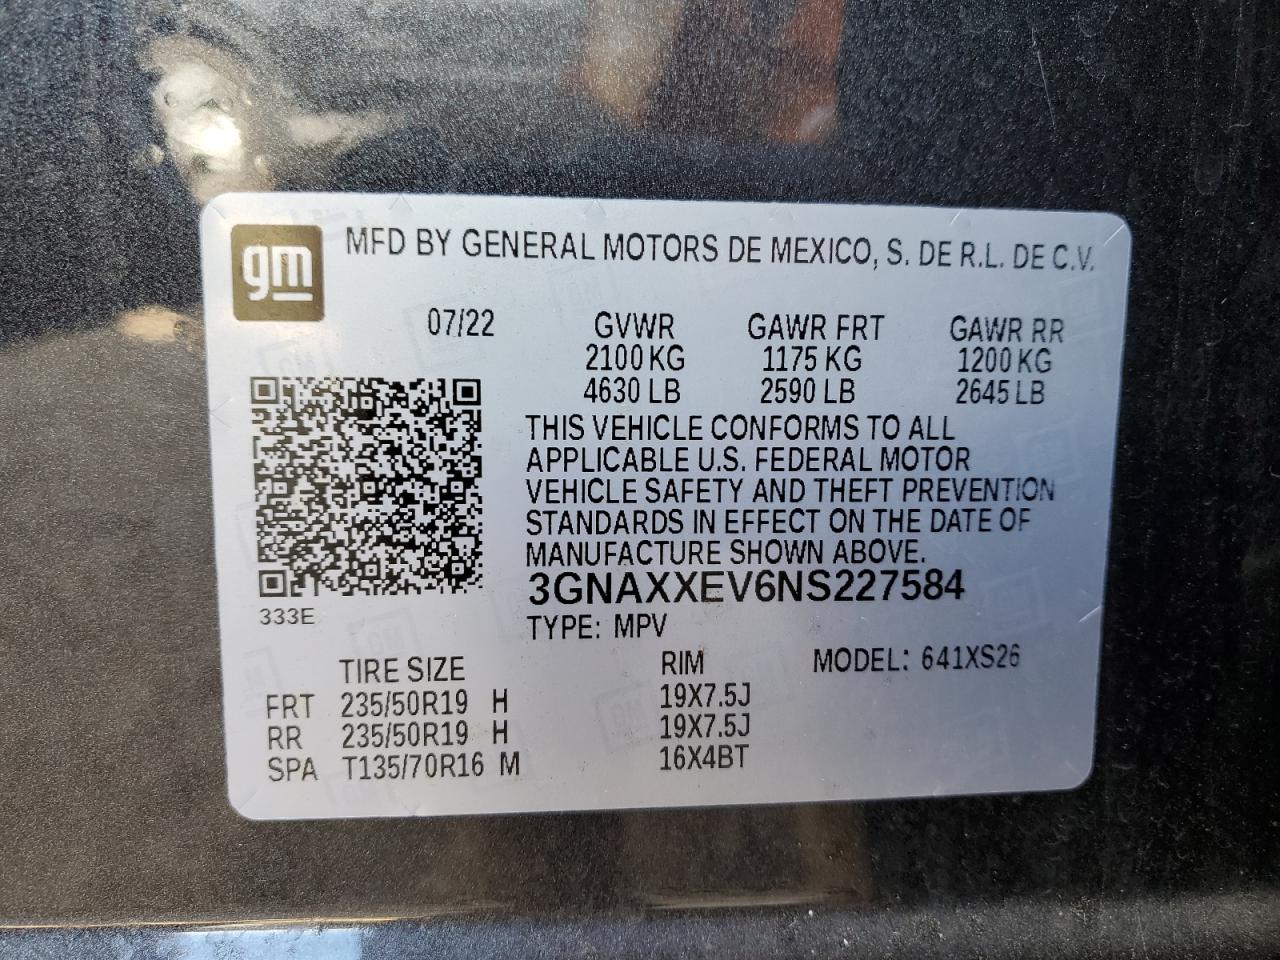 gm
MFD BY GENERAL MOTORS DE MEXICO, S. DE R.L. DE C.V.
07/22 GVWR GAWR FRT GAWR RR
2100 KG 1175 KG 1200 KG
4630 LB 2590 LB 2645 LB
THIS VEHICLE CONFORMS TO ALL
APPLICABLE U.S. FEDERAL MOTOR
VEHICLE SAFETY AND THEFT PREVENTION
STANDARDS IN EFFECT ON THE DATE OF
MANUFACTURE SHOWN ABOVE.
3GNAXXEV6NS227584
333E
TYPE: MPV
TIRE SIZE RIM MODEL: 641XS26
FRT 235/50R19 H 19X7.5J
RR 235/50R19 H 19X7.5J
SPA T135/70R16 M 16X4BT